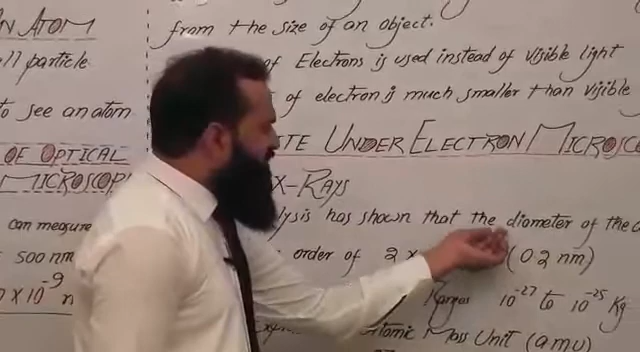 AN ATOM
ll particle.
to see an atom
OF OPTICAL
MICROSCOP
can measure
500 nm
x 10⁻⁹
from the size of an object.
of Electrons is used instead of visible light
of electron is much smaller than visible
UNDER ELECTRON MICROSC
X-RAYS
lysis has shown that the diameter of the
order of 2 x (0.2 nm)
Ranges 10⁻²⁷ to 10⁻²⁵ Kg
Mass Unit (amu)